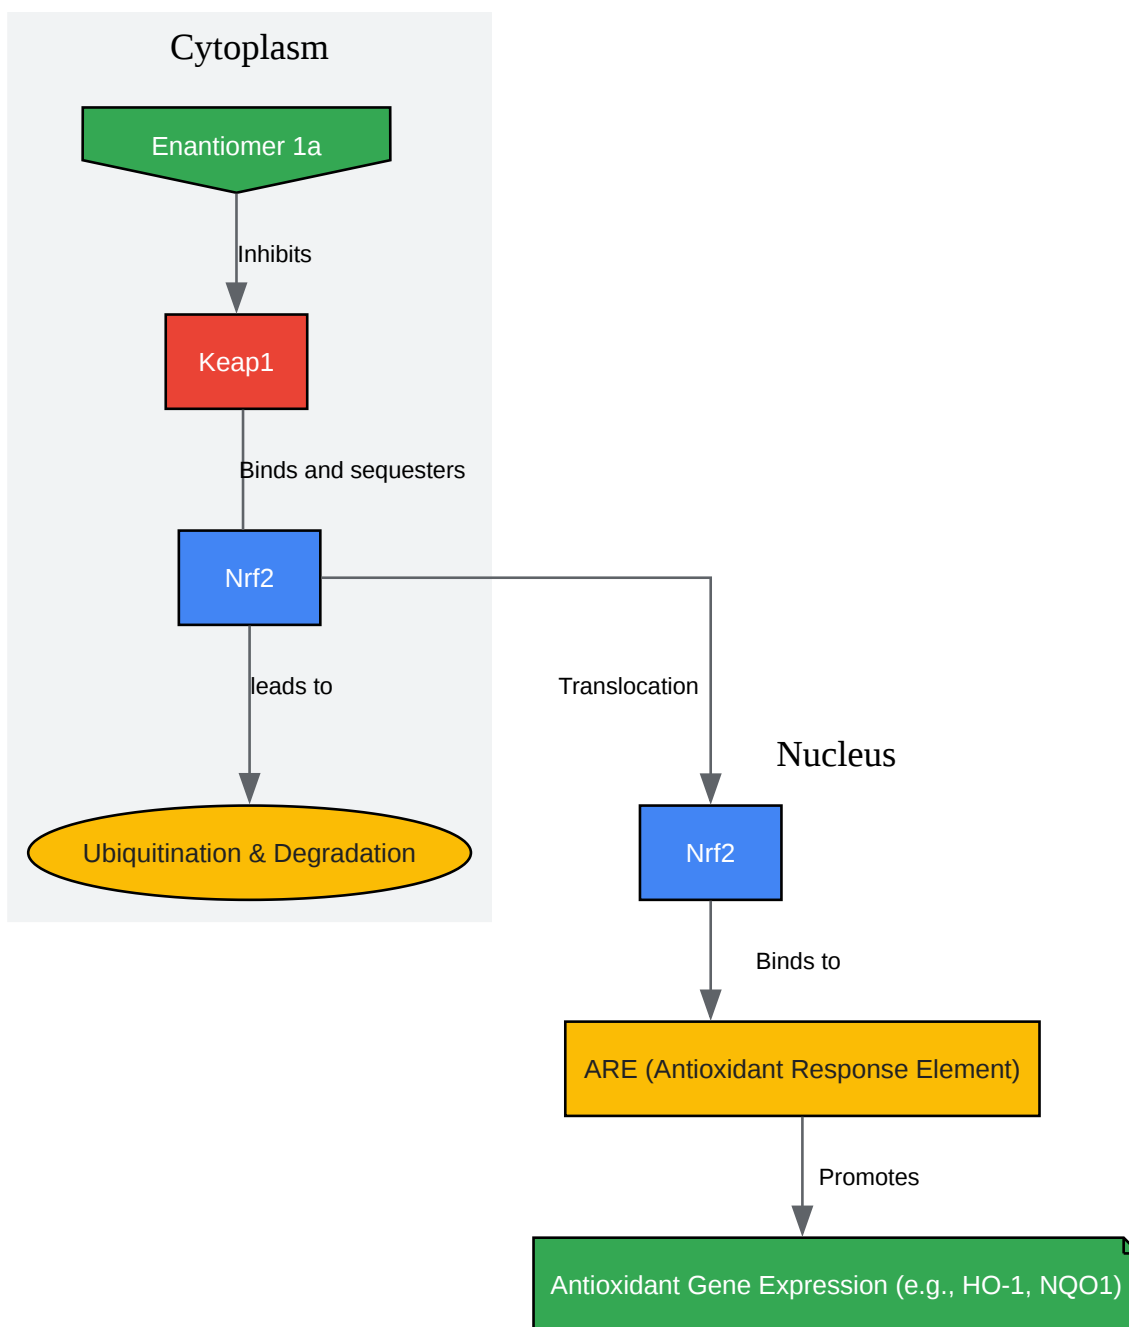 Cytoplasm
Enantiomer 1a
Inhibits
Keap1
Binds and sequesters
Nrf2
leads to
Translocation
Nucleus
Ubiquitination & Degradation
Nrf2
Binds to
ARE (Antioxidant Response Element)
Promotes
Antioxidant Gene Expression (e.g., HO-1, NQO1)